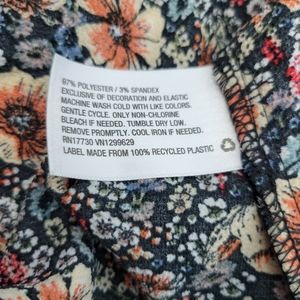 97% POLYESTER / 3% SPANDEX
EXCLUSIVE OF DECORATION AND ELASTIC
MACHINE WASH COLD WITH LIKE COLORS.
GENTLE CYCLE. ONLY NON-CHLORINE
BLEACH IF NEEDED. TUMBLE DRY LOW.
REMOVE PROMPTLY. COOL IRON IF NEEDED.
RN17730 VN1299629
LABEL MADE FROM 100% RECYCLED PLASTIC